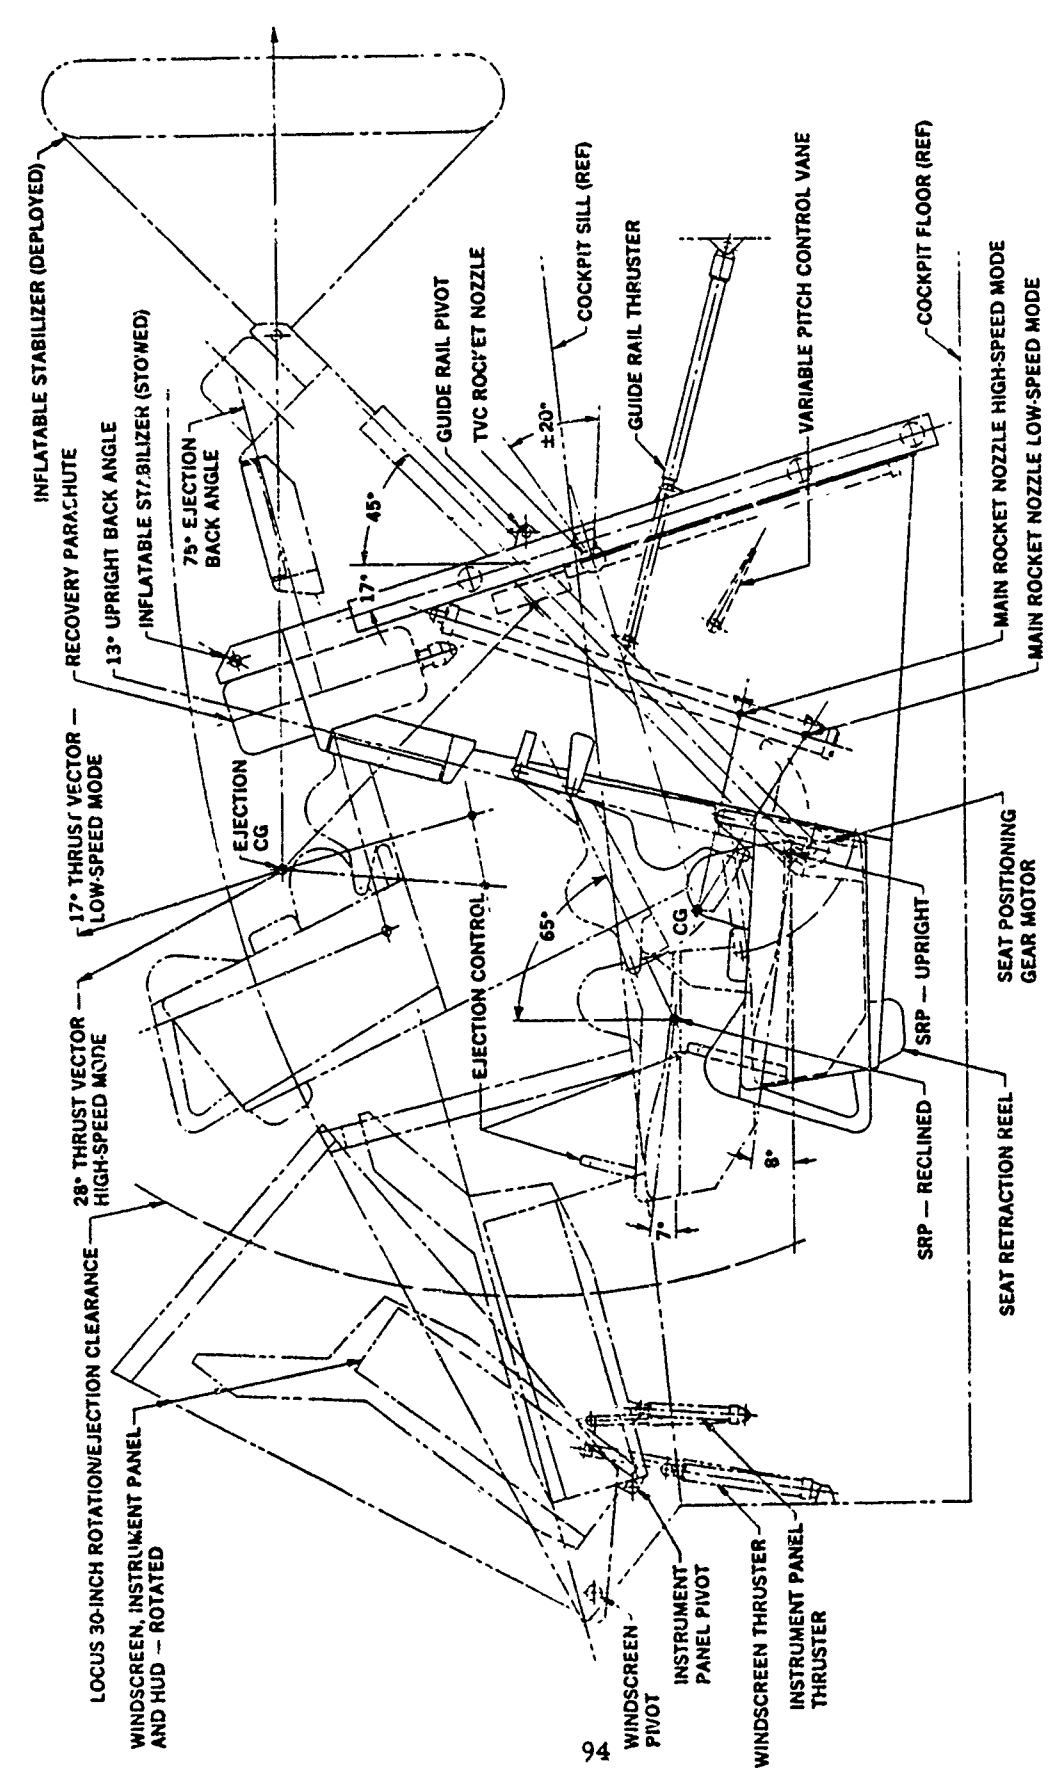 INFLATABLE STABILIZER (DEPLOYED)
RECOVERY PARACHUTE
13° UPRIGHT BACK ANGLE
INFLATABLE STABILIZER (STOWED)
75° EJECTION
BACK ANGLE
17° THRUST VECTOR —
LOW-SPEED MODE
EJECTION
CG
28° THRUST VECTOR —
HIGH-SPEED MODE
LOCUS 30-INCH ROTATION/EJECTION CLEARANCE
WINDSCREEN, INSTRUMENT PANEL
AND HUD — ROTATED
45°
17°
GUIDE RAIL PIVOT
TVC ROCKET NOZZLE
±20°
COCKPIT SILL (REF)
GUIDE RAIL THRUSTER
VARIABLE PITCH CONTROL VANE
COCKPIT FLOOR (REF)
MAIN ROCKET NOZZLE HIGH-SPEED MODE
MAIN ROCKET NOZZLE LOW-SPEED MODE
EJECTION CONTROL
65°
CG
7°
8°
SEAT POSITIONING
GEAR MOTOR
SRP — UPRIGHT
SRP — RECLINED
SEAT RETRACTION REEL
WINDSCREEN
PIVOT
INSTRUMENT
PANEL PIVOT
WINDSCREEN THRUSTER
INSTRUMENT PANEL
THRUSTER
94